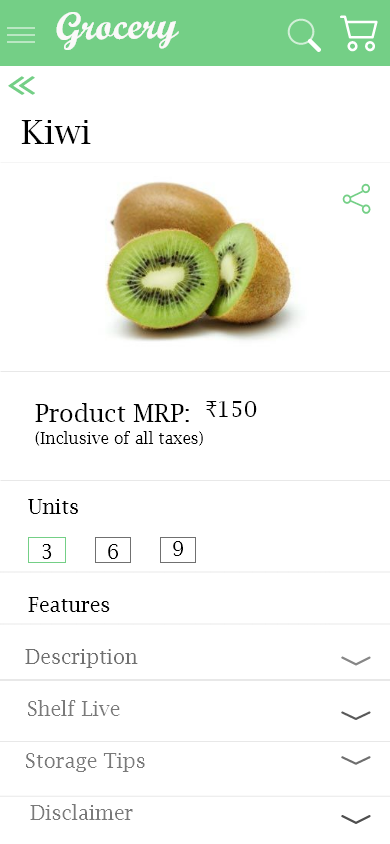 Grocery
Kiwi
Product MRP: ₹150
(Inclusive of all taxes)
Units
3 6 9
Features
Description
Shelf Live
Storage Tips
Disclaimer